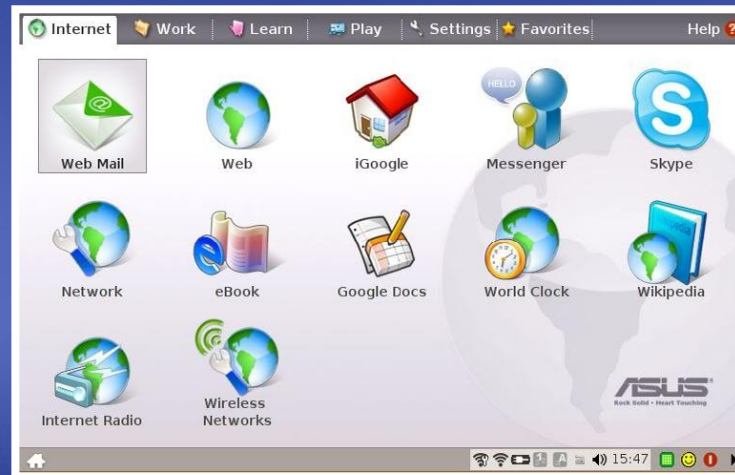 Internet
Work
Learn
Play
Settings
Favorites
Help
Web Mail
Web
iGoogle
HELLO
Messenger
Skype
Network
eBook
Google Docs
World Clock
Wikipedia
Internet Radio
Wireless
Networks
ASUS
Rock Solid • Heart Touching
15:47